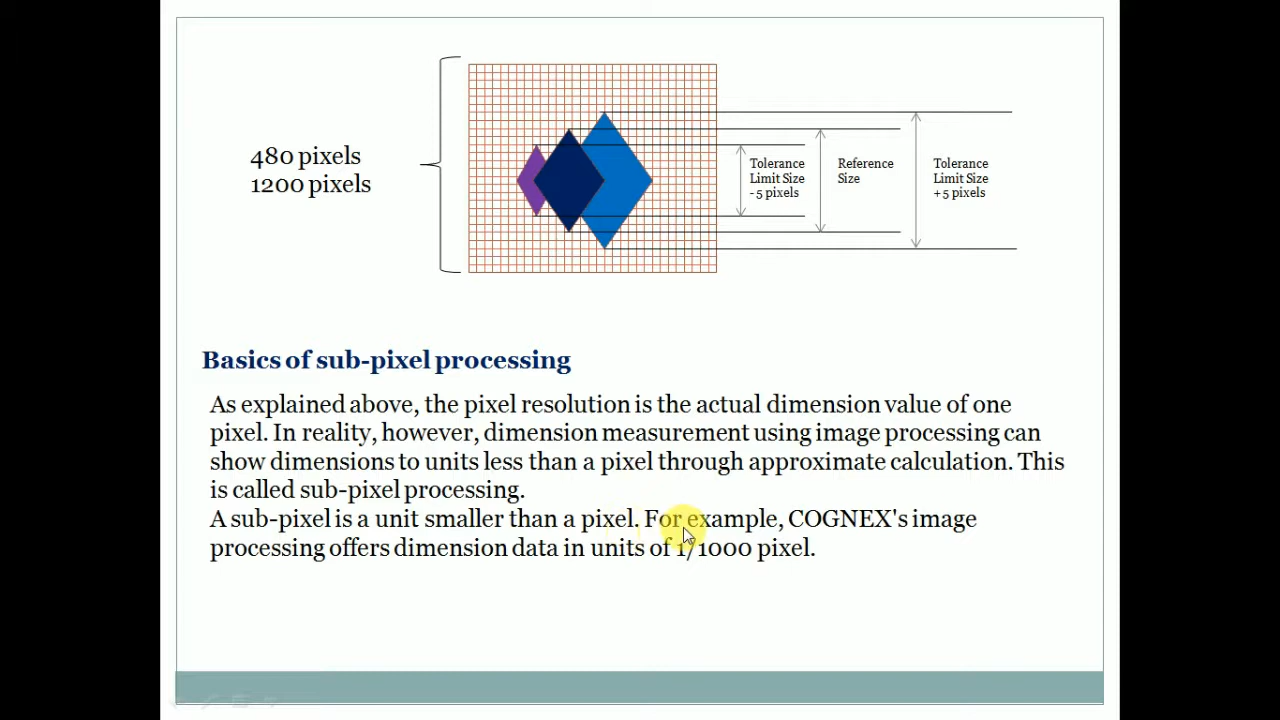 480 pixels
1200 pixels
Tolerance
Limit Size
- 5 pixels
Reference
Size
Tolerance
Limit Size
+ 5 pixels
Basics of sub-pixel processing
As explained above, the pixel resolution is the actual dimension value of one
pixel. In reality, however, dimension measurement using image processing can
show dimensions to units less than a pixel through approximate calculation. This
is called sub-pixel processing.
A sub-pixel is a unit smaller than a pixel. For example, COGNEX's image
processing offers dimension data in units of 1/1000 pixel.